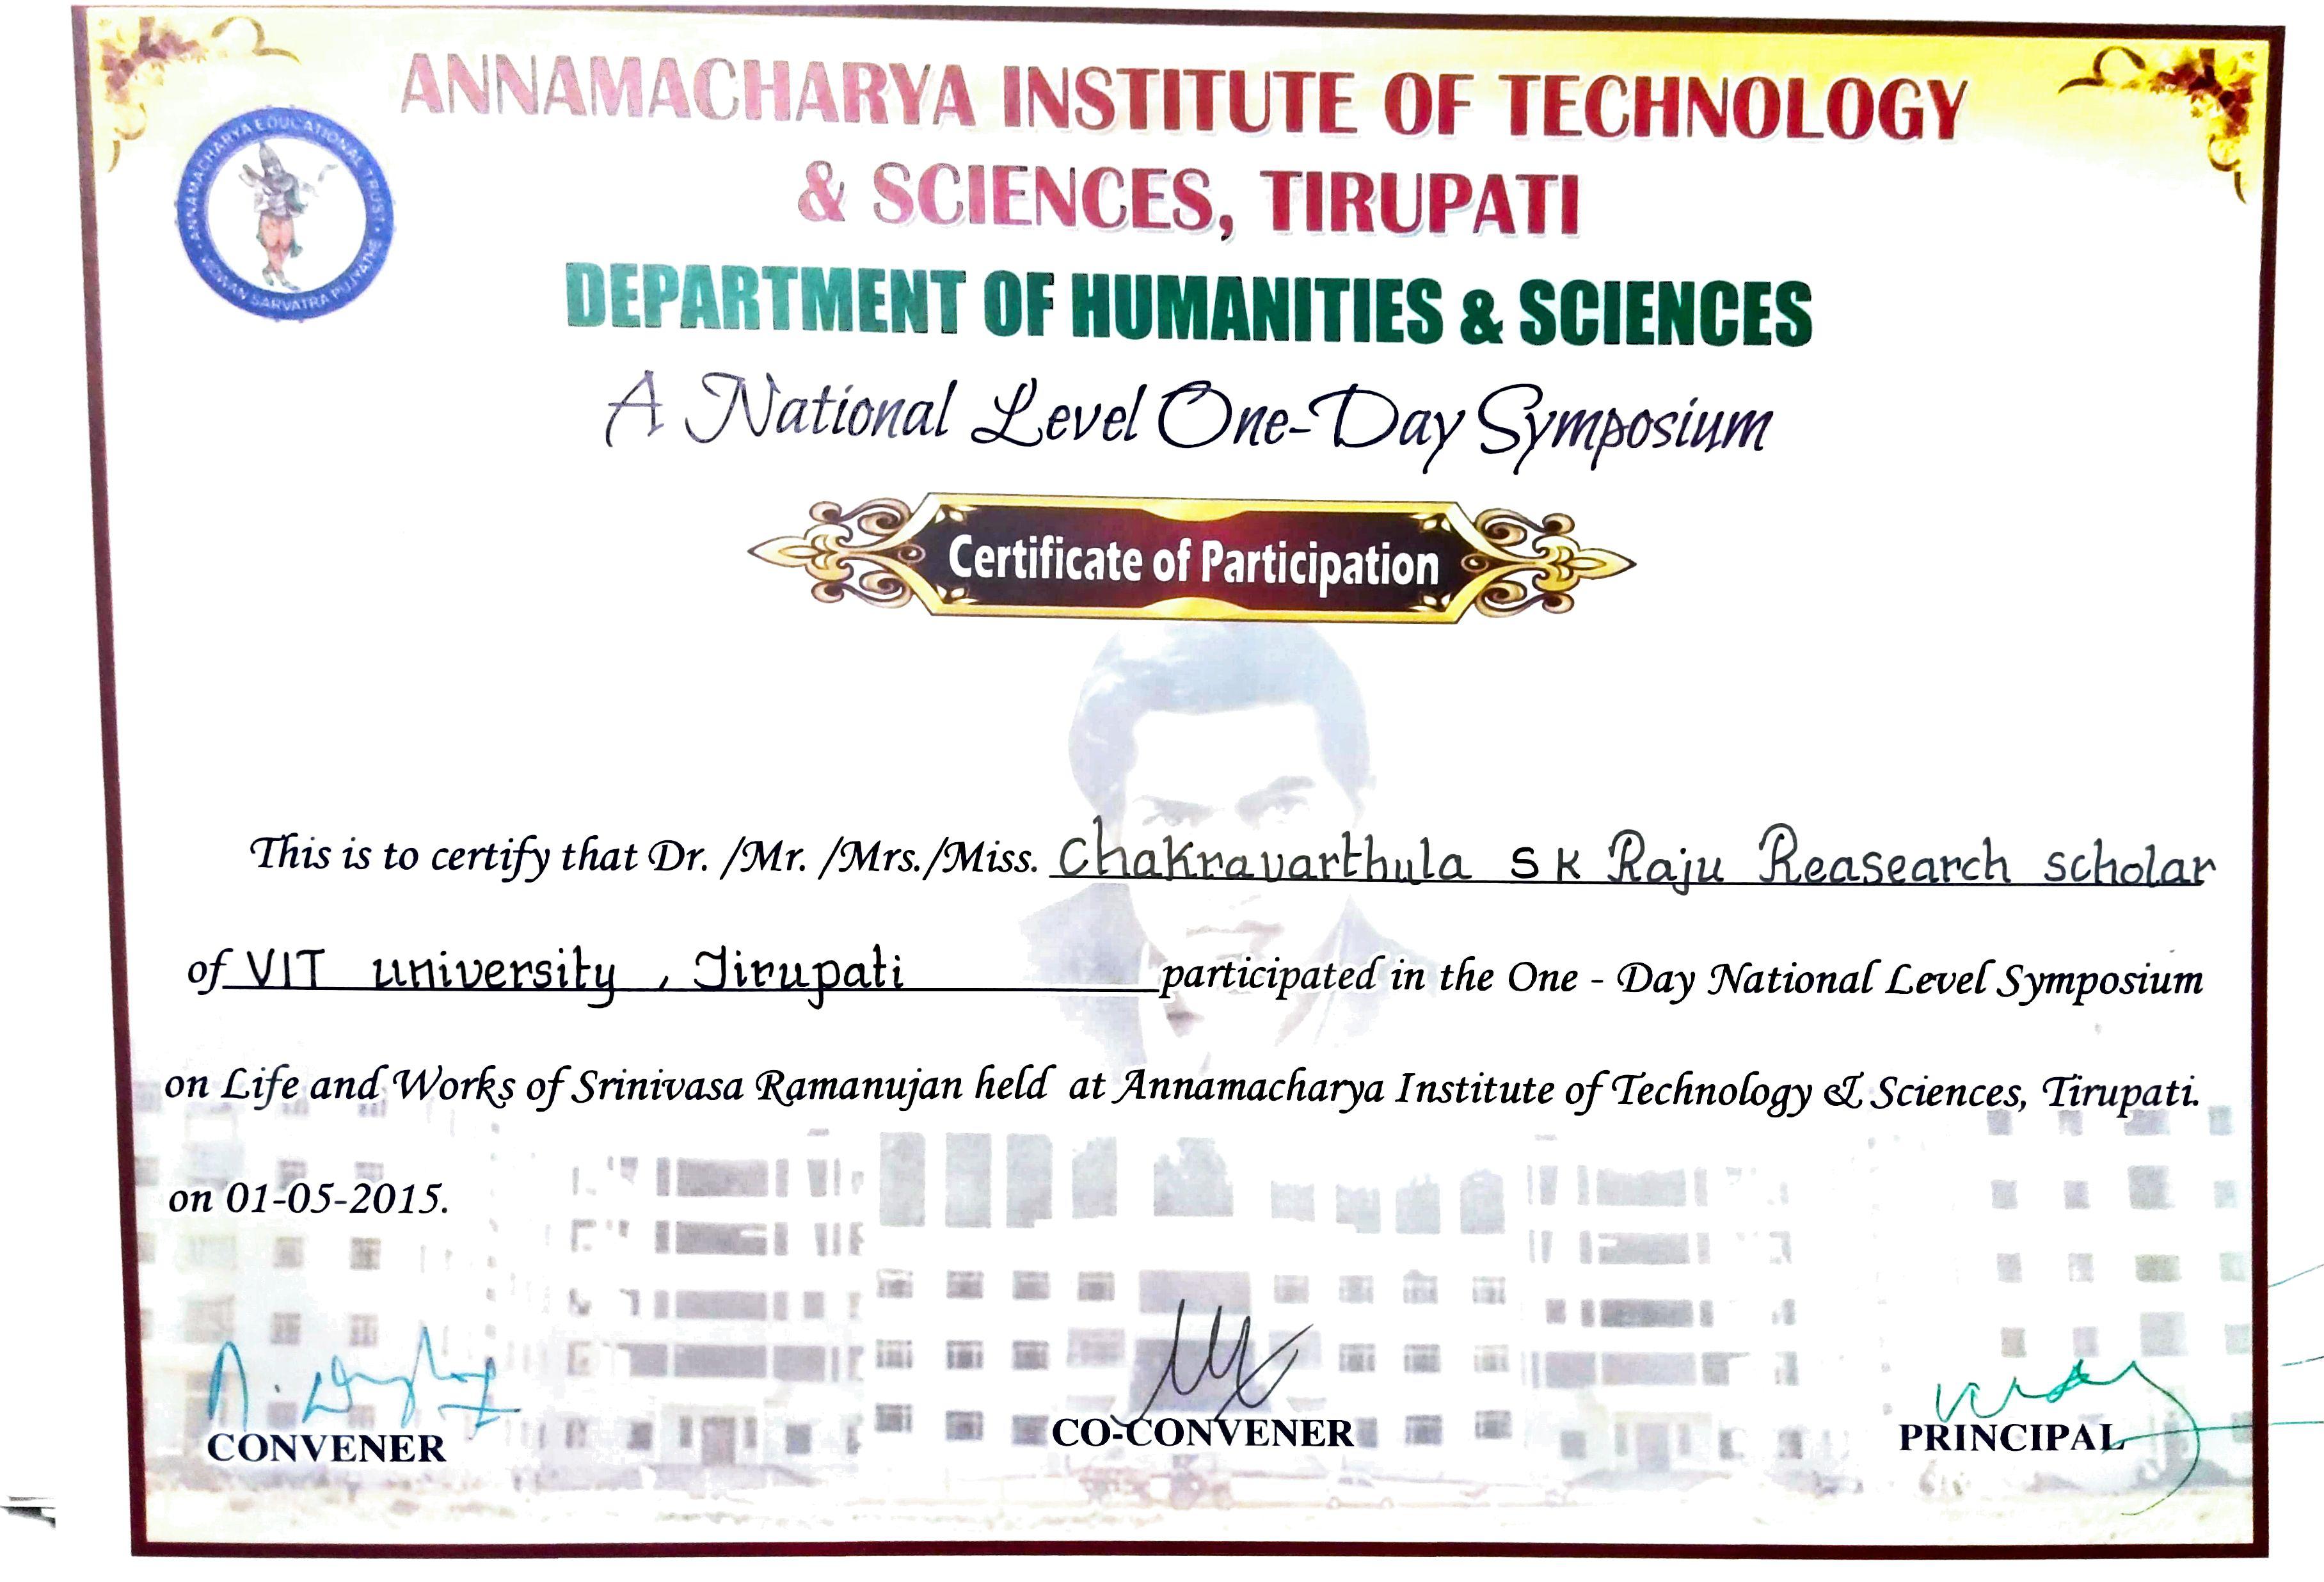 ANNAMACHARYA INSTITUTE OF TECHNOLOGY
& SCIENCES, TIRUPATI
ANNAMACHARYA EDUCATIONAL TRUST
VIDWAN SARVATRA PUJYATHE
DEPARTMENT OF HUMANITIES & SCIENCES
A National Level One-Day Symposium
Certificate of Participation
This is to certify that Dr. /Mr. /Mrs./Miss. Chakravarthula S K Raju Reasearch scholar
of VIT university, Tirupati participated in the One - Day National Level Symposium
on Life and Works of Srinivasa Ramanujan held at Annamacharya Institute of Technology & Sciences, Tirupati.
on 01-05-2015.
CONVENER
CO-CONVENER
PRINCIPAL